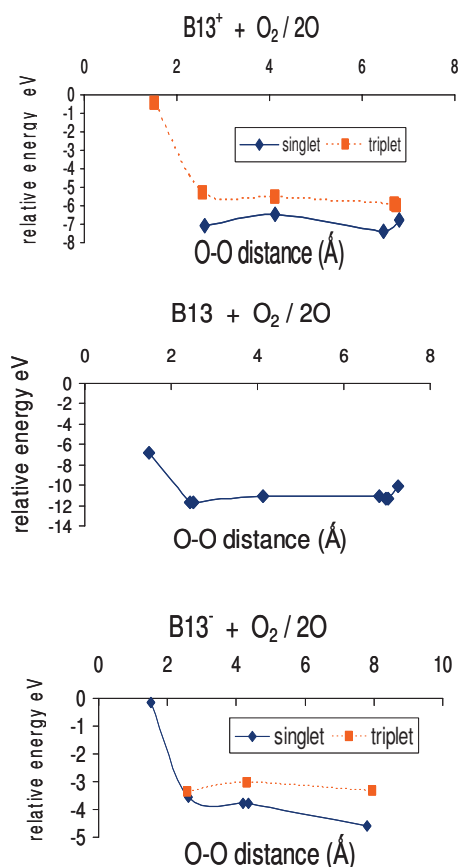 B13⁺ + O₂ / 2O
0 2 4 6 8
0
-1
-2
-3
-4
-5
-6
-7
-8
relative energy eV
singlet triplet
O-O distance (Å)
B13 + O₂ / 2O
0 2 4 6 8
0
-2
-4
-6
-8
-10
-12
-14
relative energy eV
O-O distance (Å)
B13⁻ + O₂ / 2O
0 2 4 6 8 10
0
-1
-2
-3
-4
-5
relative energy eV
singlet triplet
O-O distance (Å)